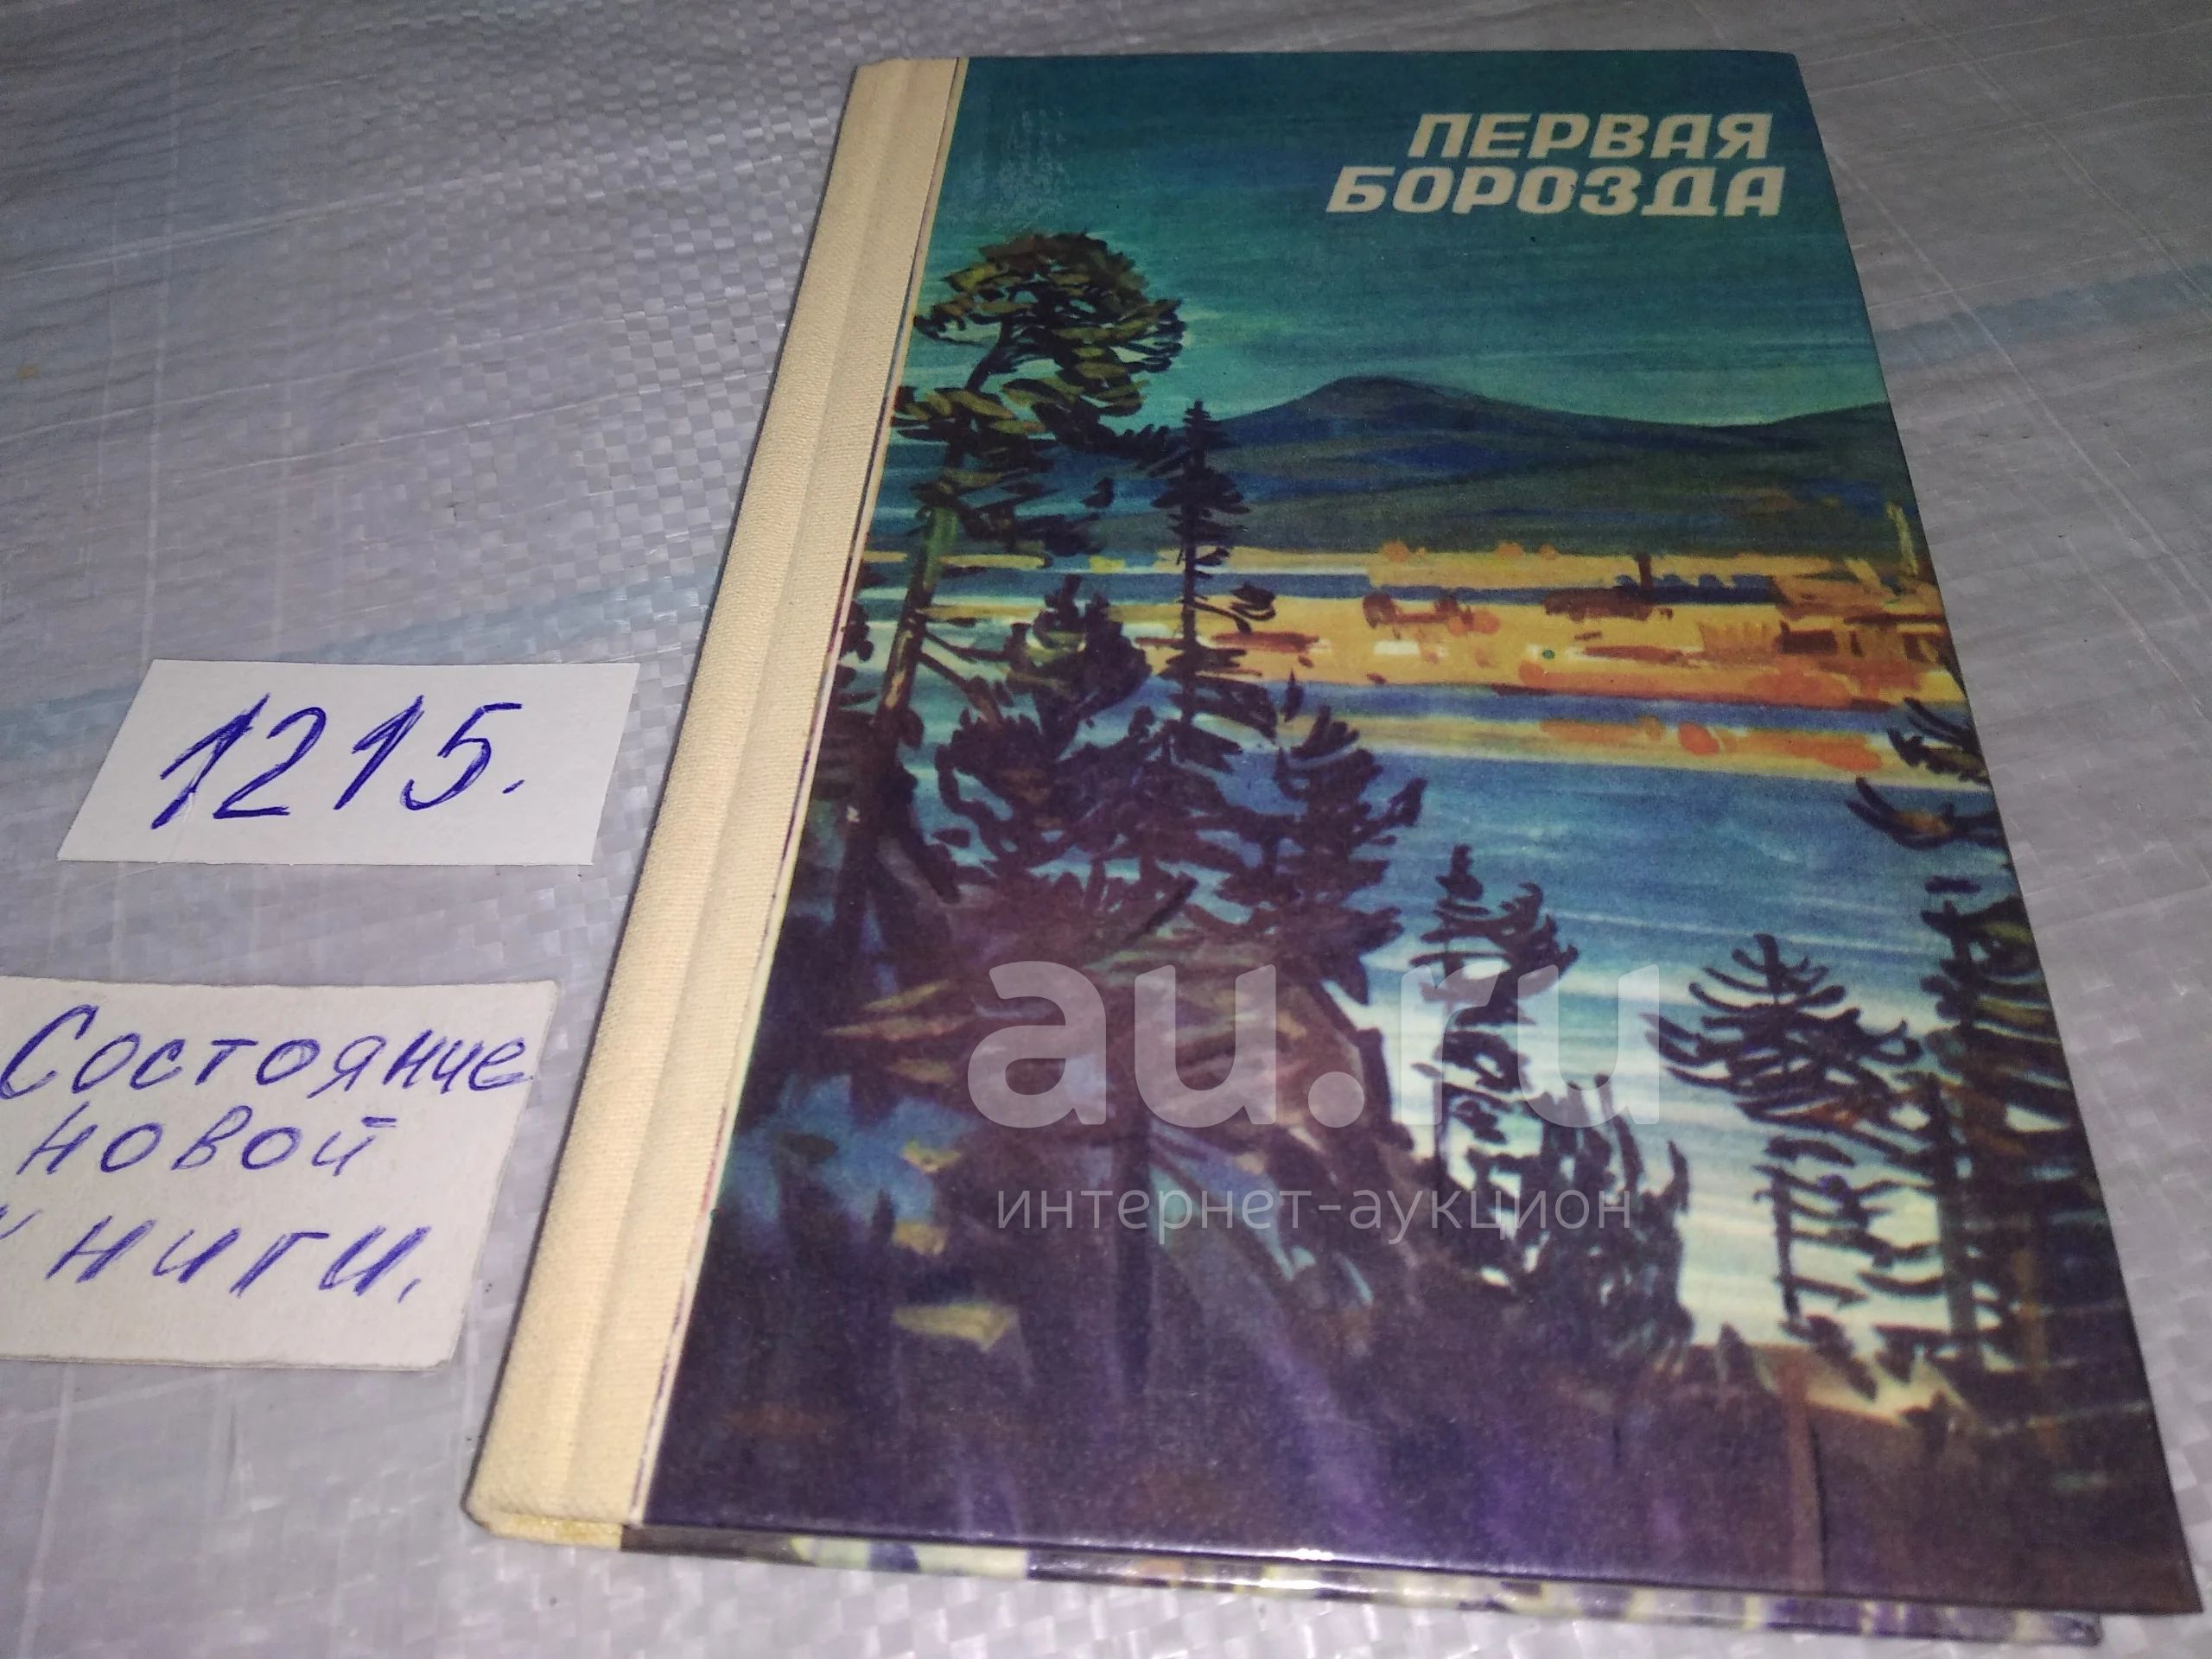 ПЕРВАЯ
БОРОЗДА
1215.
Состояние
новой
книги.
au.ru
интернет-аукцион